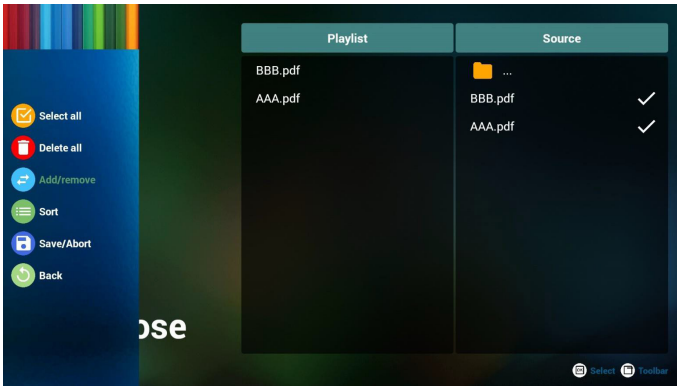 Playlist
Source
BBB.pdf
AAA.pdf
...
BBB.pdf
AAA.pdf
Select all
Delete all
Add/remove
Sort
Save/Abort
Back
ose
Select
Toolbar